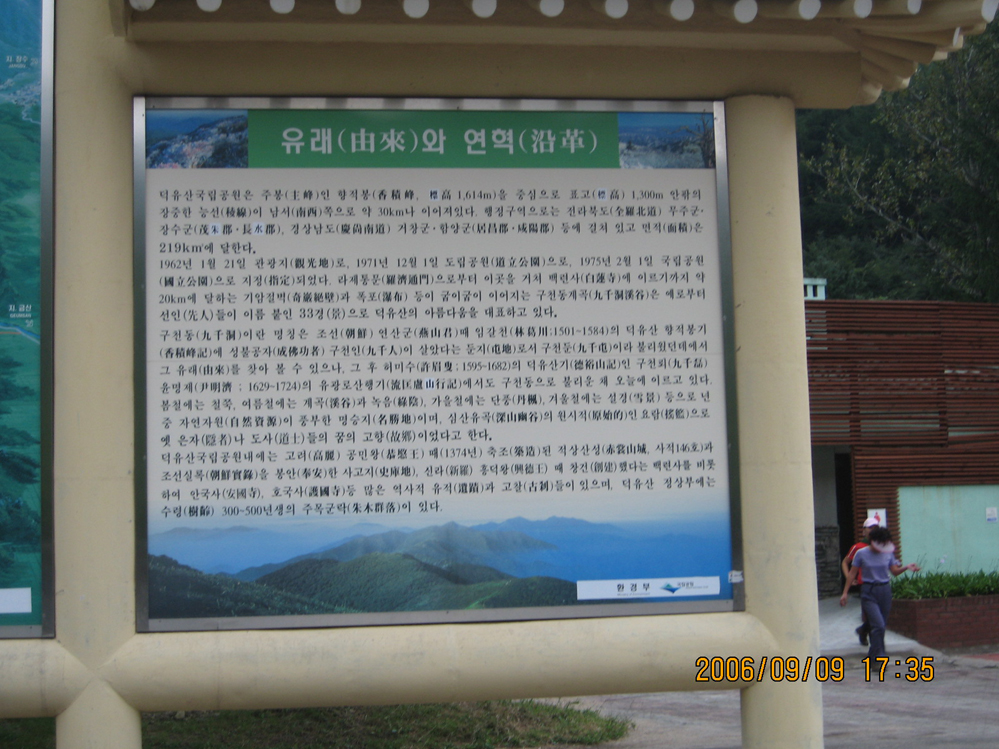 유래(由來)와 연혁(沿革)
덕유산국립공원은 주봉(主峰)인 향적봉(香積峰, 標高 1,614m)을 중심으로 표고(標高) 1,300m 안팎의
장중한 능선(稜線)이 남서(南西)쪽으로 약 30km나 이어져있다. 행정구역으로는 전라북도(全羅北道) 무주군·
장수군(茂朱郡·長水郡), 경상남도(慶尙南道) 거창군·함양군(居昌郡·咸陽郡) 등에 걸쳐 있고 면적(面積)은
219km²에 달한다.
1962년 1월 21일 관광지(觀光地)로, 1971년 12월 1일 도립공원(道立公園)으로, 1975년 2월 1일 국립공원
(國立公園)으로 지정(指定)되었다. 라제통문(羅濟通門)으로부터 이곳을 거쳐 백련사(白蓮寺)에 이르기까지 약
20km에 달하는 기암절벽(奇巖絕壁)과 폭포(瀑布) 등이 굽이굽이 이어지는 구천동계곡(九千洞溪谷)은 예로부터
선인(先人)들이 이름 붙인 33경(景)으로 덕유산의 아름다움을 대표하고 있다.
구천동(九千洞)이란 명칭은 조선(朝鮮) 연산군(燕山君)때 임갈천(林葛川:1501~1584)의 덕유산 향적봉기
(香積峰記)에 성불공자(成佛功者) 구천인(九千人)이 살았다는 둔지(屯地)로서 구천둔(九千屯)이라 불리웠던데에서
그 유래(由來)를 찾아 볼 수 있으나, 그 후 허미수(許眉叟; 1595~1682)의 덕유산기(德裕山記)인 구천뢰(九千磊)
윤명제(尹明濟 ; 1629~1724)의 유광로산행기(流匡盧山行記)에서도 구천동으로 불리운 채 오늘에 이르고 있다.
봄철에는 철쭉, 여름철에는 계곡(溪谷)과 녹음(綠陰), 가을철에는 단풍(丹楓), 겨울철에는 설경(雪景) 등으로 년
중 자연자원(自然資源)이 풍부한 명승지(名勝地)이며, 심산유곡(深山幽谷)의 원시적(原始的)인 요람(搖籃)으로
옛 은자(隱者)나 도사(道士)들의 꿈의 고향(故鄕)이었다고 한다.
덕유산국립공원내에는 고려(高麗) 공민왕(恭愍王) 때(1374년) 축조(築造)된 적상산성(赤裳山城, 사적146호)과
조선실록(朝鮮實錄)을 봉안(奉安)한 사고지(史庫地), 신라(新羅) 흥덕왕(興德王) 때 창건(創建)했다는 백련사를 비롯
하여 안국사(安國寺), 호국사(護國寺)등 많은 역사적 유적(遺蹟)과 고찰(古刹)들이 있으며, 덕유산 정상부에는
수령(樹齡) 300~500년생의 주목군락(朱木群落)이 있다.
환경부
2006/09/09 17:35